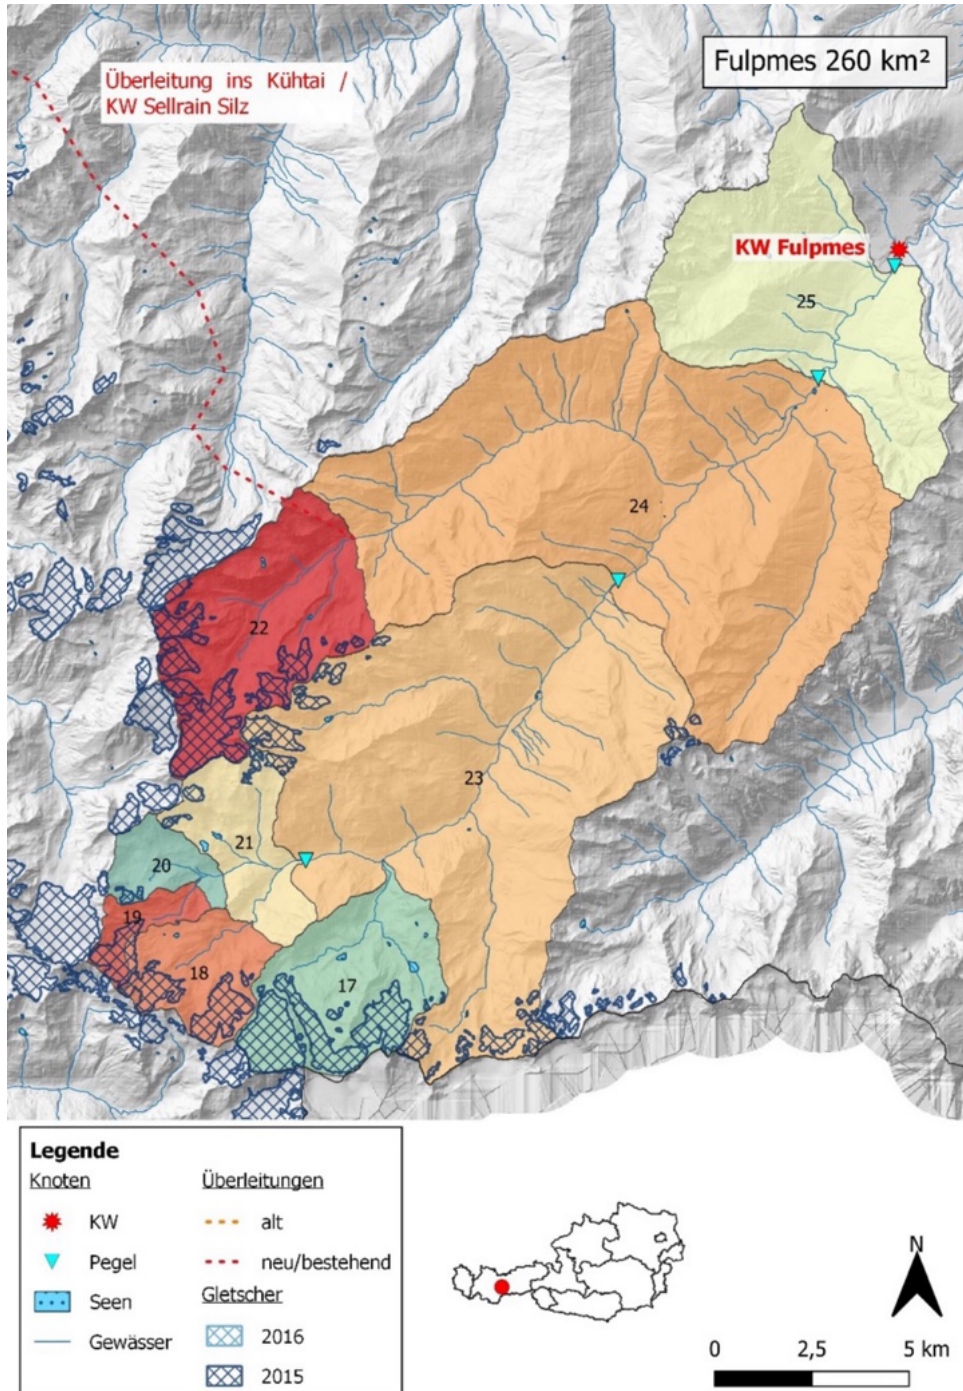 Fulpmes 260 km²
Überleitung ins Kühtai /
KW Sellrain Silz
KW Fulpmes
25
24
22
23
21
20
19
18
17
Legende
Knoten
KW
Pegel
Seen
Gewässer
Überleitungen
alt
neu/bestehend
Gletscher
2016
2015
N
0 2,5 5 km